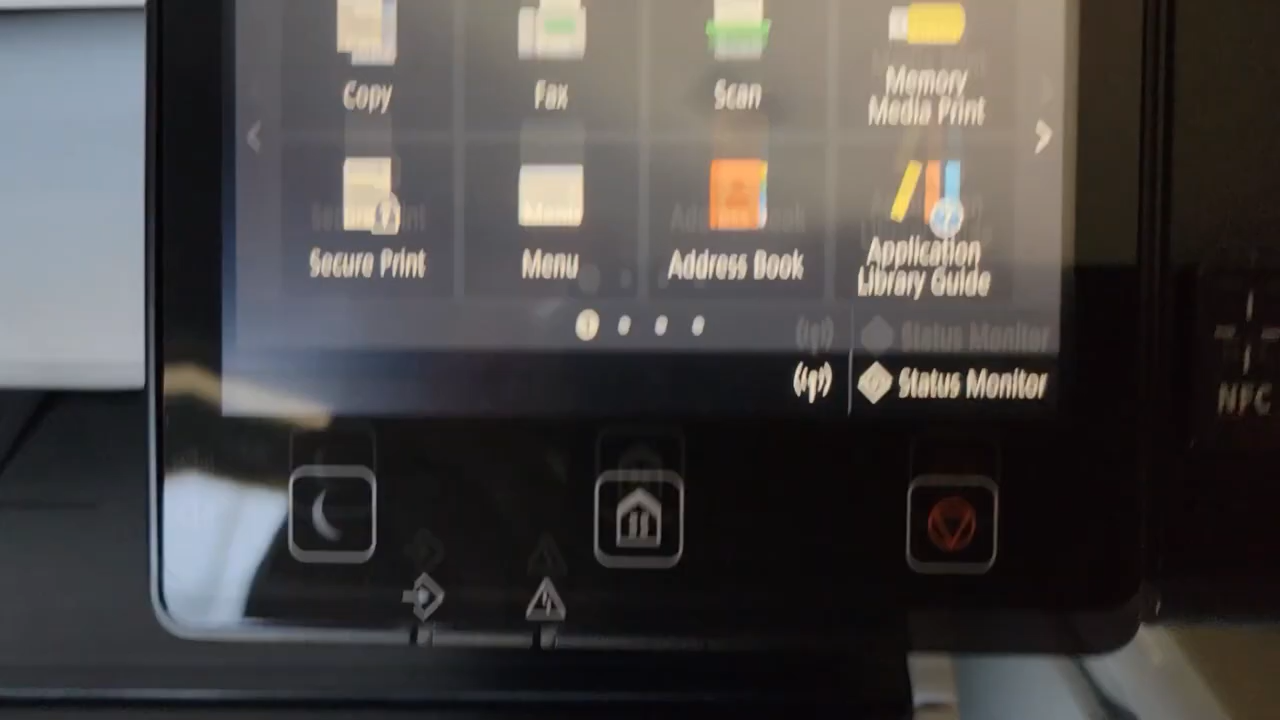 Copy
Fax
Scan
Memory
Media Print
Secure Print
Menu
Address Book
Application
Library Guide
Status Monitor
NFC